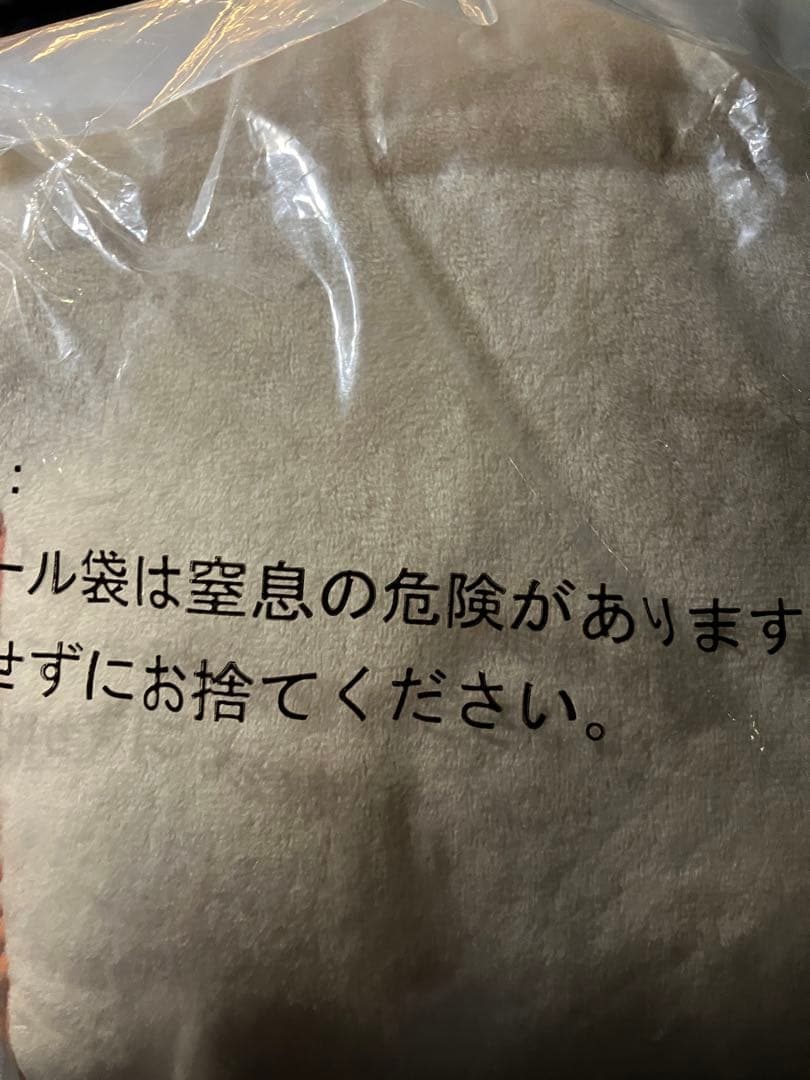 ：
ール袋は窒息の危険があります
せずにお捨てください。